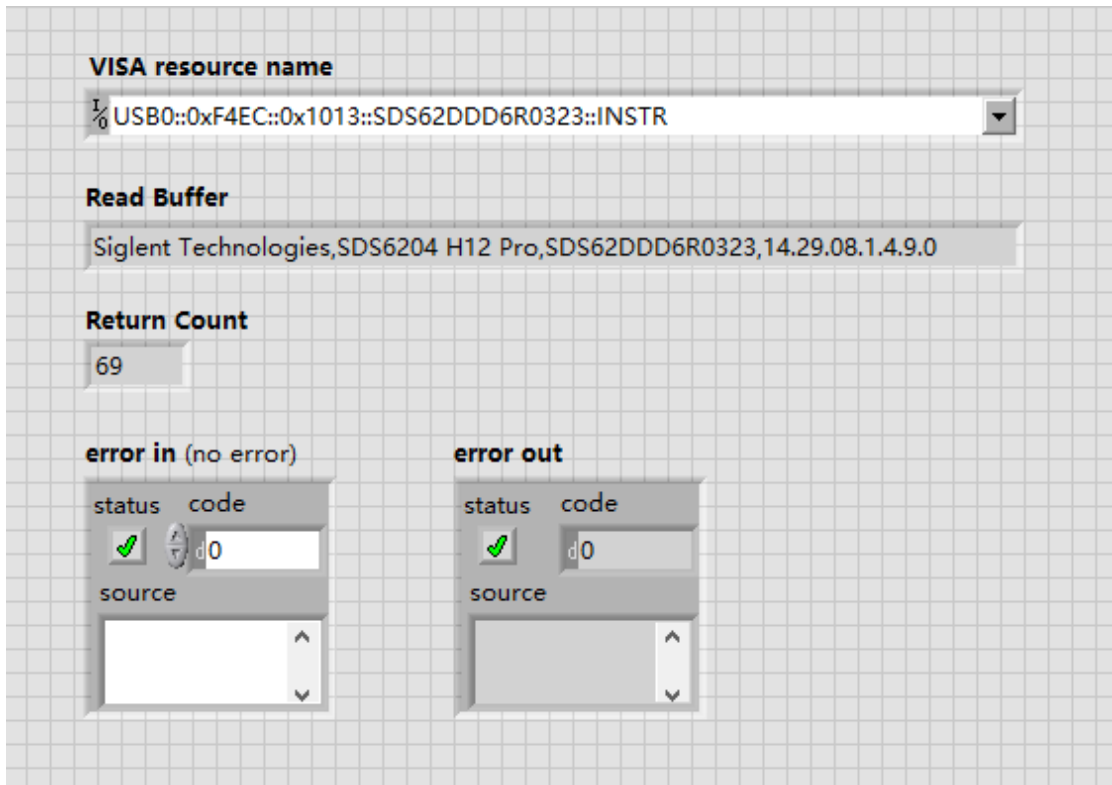 VISA resource name
USB0::0xF4EC::0x1013::SDS62DDD6R0323::INSTR
Read Buffer
Siglent Technologies,SDS6204 H12 Pro,SDS62DDD6R0323,14.29.08.1.4.9.0
Return Count
69
error in (no error) error out
status code status code
d0 d0
source source